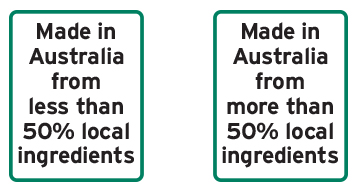 Made in
Australia
from
less than
50% local
ingredients
Made in
Australia
from
more than
50% local
ingredients